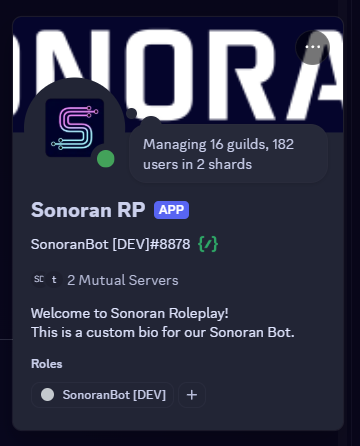 SONORA
Managing 16 guilds, 182
users in 2 shards
Sonoran RP APP
SonoranBot [DEV]#8878 {/}
SC t 2 Mutual Servers
Welcome to Sonoran Roleplay!
This is a custom bio for our Sonoran Bot.
Roles
SonoranBot [DEV] +